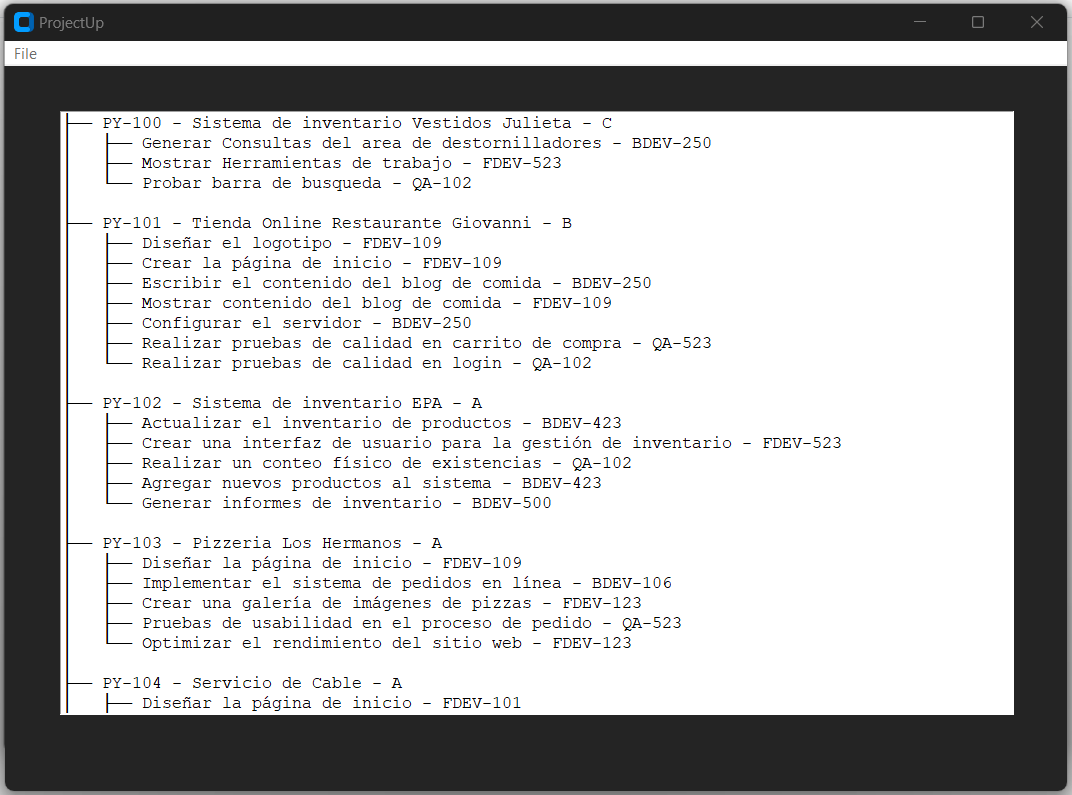 ProjectUp
File
├── PY-100 - Sistema de inventario Vestidos Julieta - C
│   ├── Generar Consultas del area de destornilladores - BDEV-250
│   ├── Mostrar Herramientas de trabajo - FDEV-523
│   └── Probar barra de busqueda - QA-102
├── PY-101 - Tienda Online Restaurante Giovanni - B
│   ├── Diseñar el logotipo - FDEV-109
│   ├── Crear la página de inicio - FDEV-109
│   ├── Escribir el contenido del blog de comida - BDEV-250
│   ├── Mostrar contenido del blog de comida - FDEV-109
│   ├── Configurar el servidor - BDEV-250
│   ├── Realizar pruebas de calidad en carrito de compra - QA-523
│   └── Realizar pruebas de calidad en login - QA-102
├── PY-102 - Sistema de inventario EPA - A
│   ├── Actualizar el inventario de productos - BDEV-423
│   ├── Crear una interfaz de usuario para la gestión de inventario - FDEV-523
│   ├── Realizar un conteo físico de existencias - QA-102
│   ├── Agregar nuevos productos al sistema - BDEV-423
│   └── Generar informes de inventario - BDEV-500
├── PY-103 - Pizzeria Los Hermanos - A
│   ├── Diseñar la página de inicio - FDEV-109
│   ├── Implementar el sistema de pedidos en línea - BDEV-106
│   ├── Crear una galería de imágenes de pizzas - FDEV-123
│   ├── Pruebas de usabilidad en el proceso de pedido - QA-523
│   └── Optimizar el rendimiento del sitio web - FDEV-123
├── PY-104 - Servicio de Cable - A
│   ├── Diseñar la página de inicio - FDEV-101